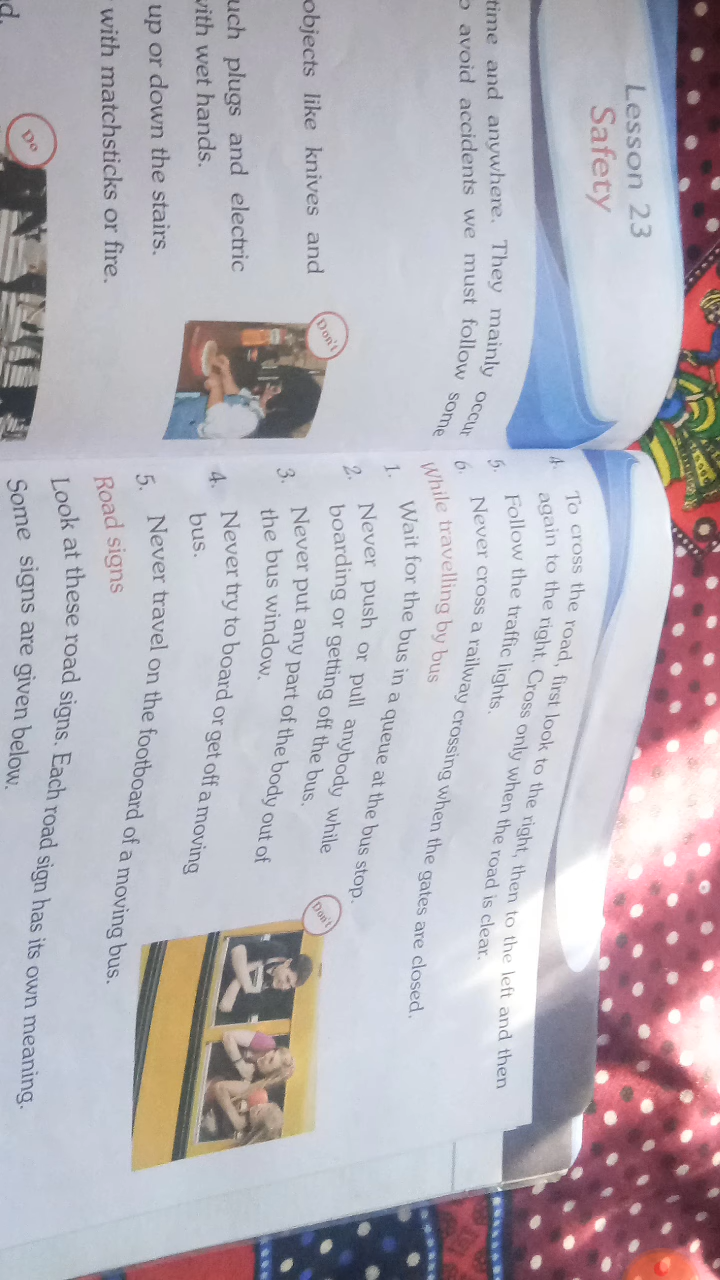 Lesson 23
Safety
time and anywhere. They mainly occur
avoid accidents we must follow some
objects like knives and
uch plugs and electric
with wet hands.
up or down the stairs.
with matchsticks or fire.
d.
Don't
Do
4. To cross the road, first look to the right, then to the left and then
again to the right. Cross only when the road is clear.
5. Follow the traffic lights.
6. Never cross a railway crossing when the gates are closed.
While travelling by bus
1. Wait for the bus in a queue at the bus stop.
2. Never push or pull anybody while
boarding or getting off the bus.
3. Never put any part of the body out of
the bus window.
4. Never try to board or get off a moving
bus.
5. Never travel on the footboard of a moving bus.
Don't
Road signs
Look at these road signs. Each road sign has its own meaning.
Some signs are given below.